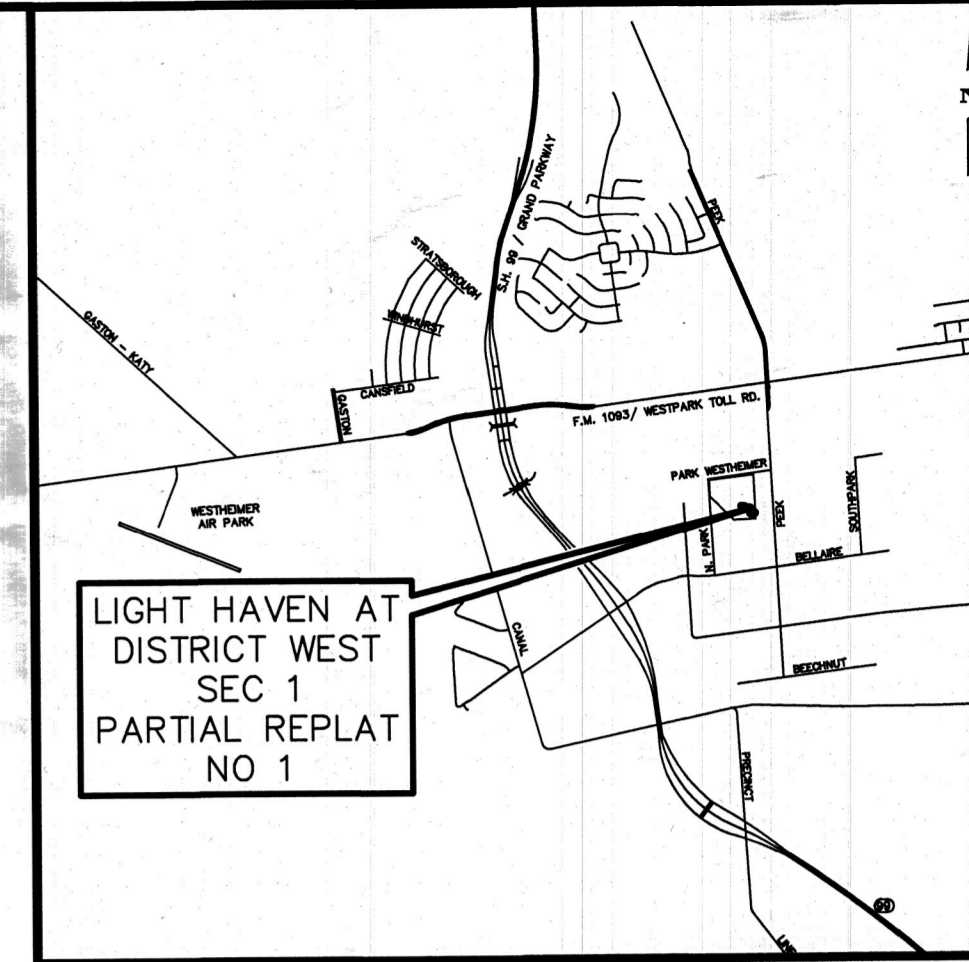 N
S.H. 99 / GRAND PARKWAY
PEEK
STRATSBOROUGH
WINDHURST
GASTON - KATY
CANSFIELD
GASTON
F.M. 1093/ WESTPARK TOLL RD.
WESTHEIMER
AIR PARK
PARK WESTHEIMER
N. PARK
PEEK
SOUTHPARK
BELLAIRE
LIGHT HAVEN AT
DISTRICT WEST
SEC 1
PARTIAL REPLAT
NO 1
CANAL
BEECHNUT
PRECINCT
LINE
99